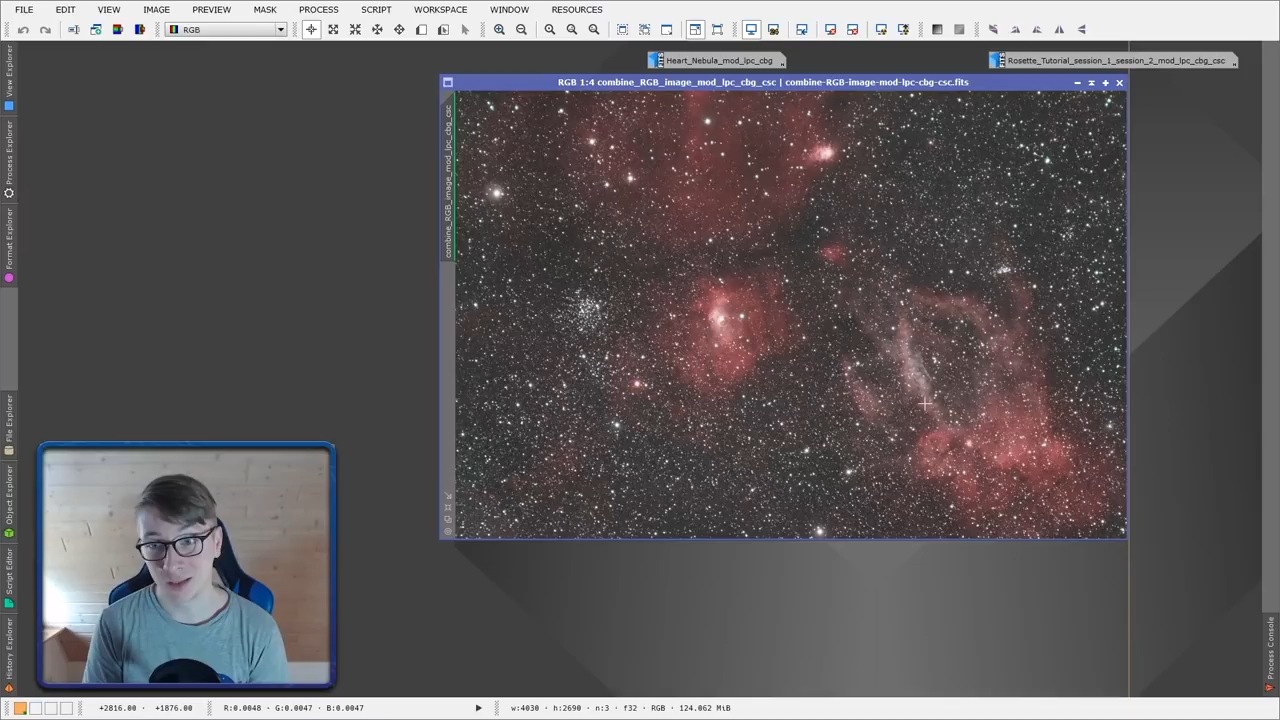 FILE EDIT VIEW IMAGE PREVIEW MASK PROCESS SCRIPT WORKSPACE WINDOW RESOURCES
RGB
Heart_Nebula_mod_lpc_cbg
Rosette_Tutorial_session_1_session_2_mod_lpc_cbg_csc
RGB 1:4 combine_RGB_image_mod_lpc_cbg_csc | combine-RGB-image-mod-lpc-cbg-csc.fits
combine_RGB_image_mod_lpc_cbg_csc
View Explorer
Process Explorer
Format Explorer
File Explorer
Object Explorer
Script Editor
History Explorer
Process Console
+2816.00 · +1876.00 R:0.0048 · G:0.0047 · B:0.0047 w:4030 · h:2690 · n:3 · f32 · RGB · 124.062 MiB